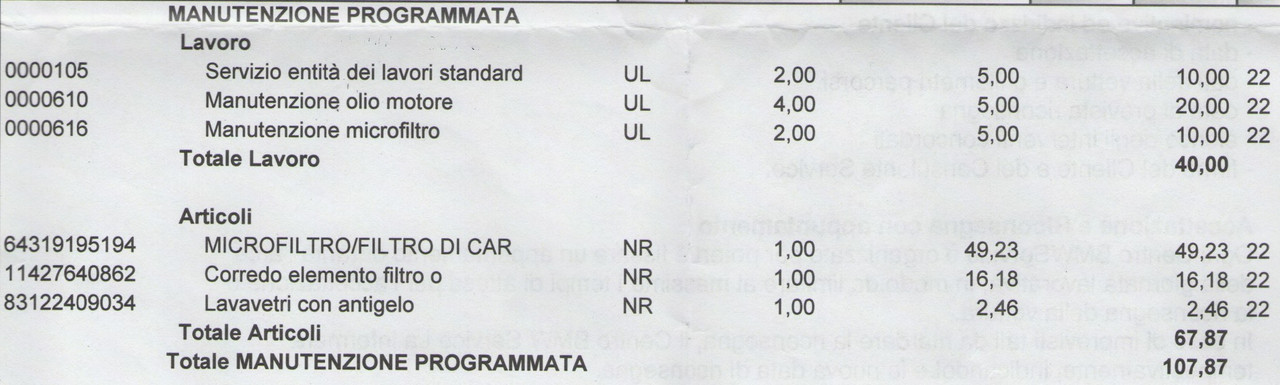 MANUTENZIONE PROGRAMMATA
Lavoro
0000105 Servizio entità dei lavori standard UL 2,00 5,00 10,00 22
0000610 Manutenzione olio motore UL 4,00 5,00 20,00 22
0000616 Manutenzione microfiltro UL 2,00 5,00 10,00 22
Totale Lavoro 40,00
Articoli
64319195194 MICROFILTRO/FILTRO DI CAR NR 1,00 49,23 49,23 22
11427640862 Corredo elemento filtro o NR 1,00 16,18 16,18 22
83122409034 Lavavetri con antigelo NR 1,00 2,46 2,46 22
Totale Articoli 67,87
Totale MANUTENZIONE PROGRAMMATA 107,87